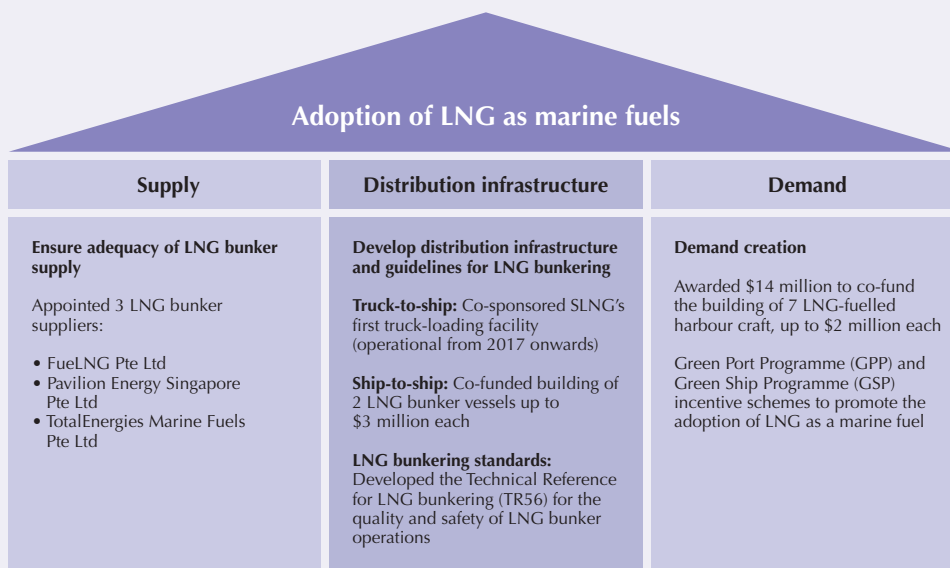 Adoption of LNG as marine fuels
Supply
Ensure adequacy of LNG bunker
supply
Appointed 3 LNG bunker
suppliers:
• FueLNG Pte Ltd
• Pavilion Energy Singapore
Pte Ltd
• TotalEnergies Marine Fuels
Pte Ltd
Distribution infrastructure
Develop distribution infrastructure
and guidelines for LNG bunkering
Truck-to-ship: Co-sponsored SLNG’s
first truck-loading facility
(operational from 2017 onwards)
Ship-to-ship: Co-funded building of
2 LNG bunker vessels up to
$3 million each
LNG bunkering standards:
Developed the Technical Reference
for LNG bunkering (TR56) for the
quality and safety of LNG bunker
operations
Demand
Demand creation
Awarded $14 million to co-fund
the building of 7 LNG-fuelled
harbour craft, up to $2 million each
Green Port Programme (GPP) and
Green Ship Programme (GSP)
incentive schemes to promote the
adoption of LNG as a marine fuel